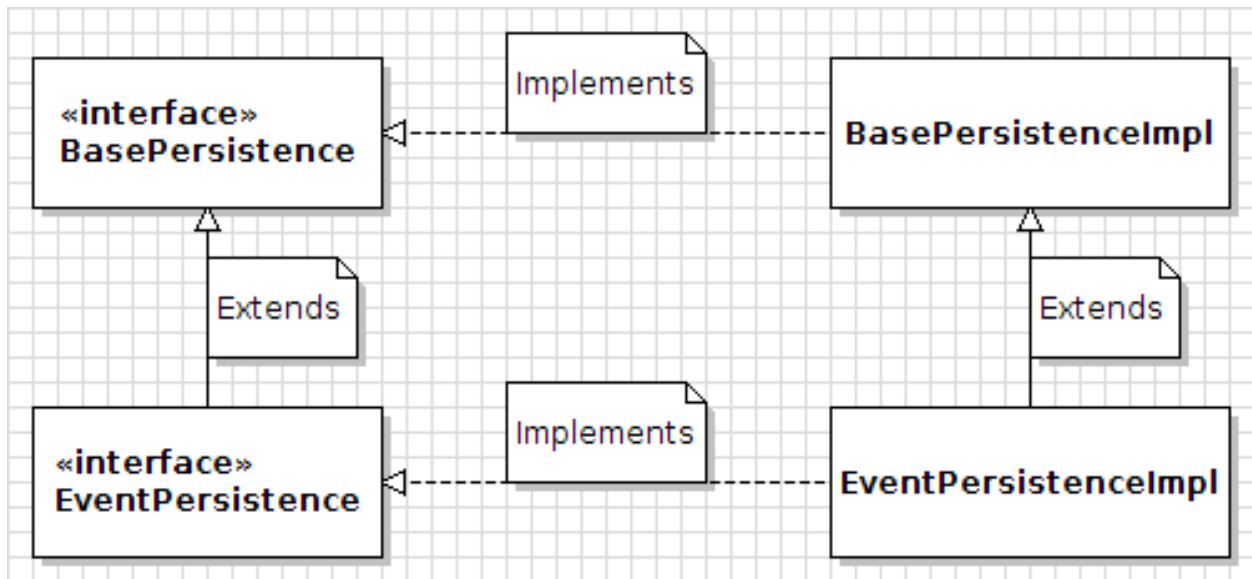 Implements
«interface»
BasePersistence
BasePersistenceImpl
Extends
Extends
Implements
«interface»
EventPersistence
EventPersistenceImpl